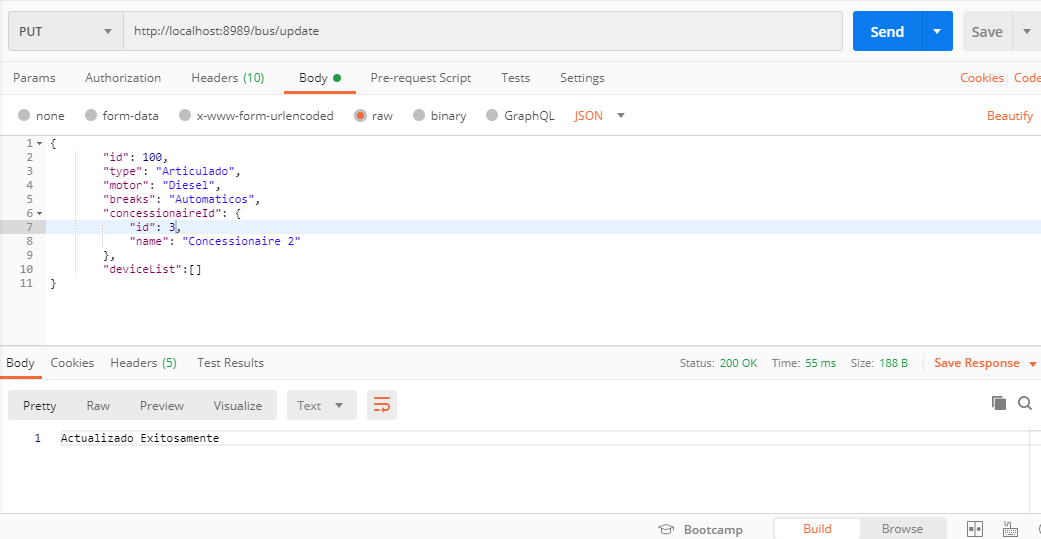 PUT http://localhost:8989/bus/update Send Save
Params Authorization Headers (10) Body Pre-request Script Tests Settings Cookies Code
none form-data x-www-form-urlencoded raw binary GraphQL JSON Beautify
1 {
2 "id": 100,
3 "type": "Articulado",
4 "motor": "Diesel",
5 "breaks": "Automaticos",
6 "concessionaireId": {
7 "id": 3,
8 "name": "Concessionaire 2"
9 },
10 "deviceList":[]
11 }
Body Cookies Headers (5) Test Results Status: 200 OK Time: 55 ms Size: 188 B Save Response
Pretty Raw Preview Visualize Text
1 Actualizado Exitosamente
Bootcamp Build Browse